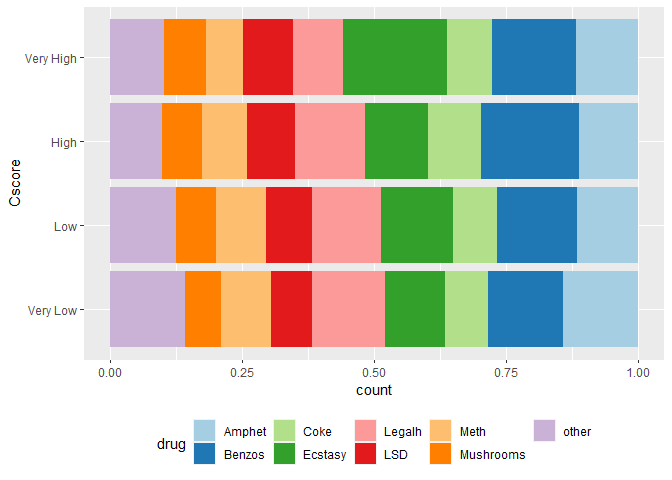 Cscore
Very High
High
Low
Very Low
0.00 0.25 0.50 0.75 1.00
count
drug
Amphet Coke Legalh Meth other
Benzos Ecstasy LSD Mushrooms